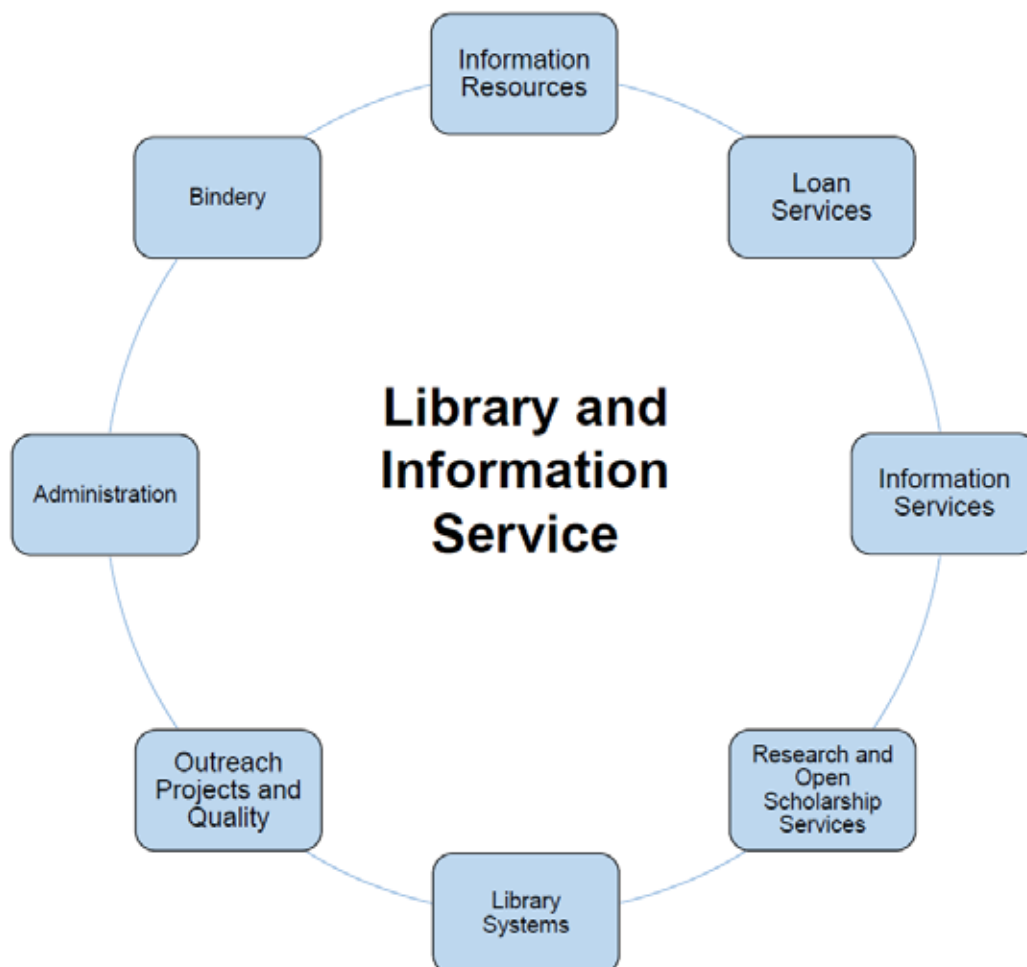 Information
Resources
Loan
Services
Information
Services
Research and
Open
Scholarship
Services
Library
Systems
Outreach
Projects and
Quality
Administration
Bindery
Library and
Information
Service